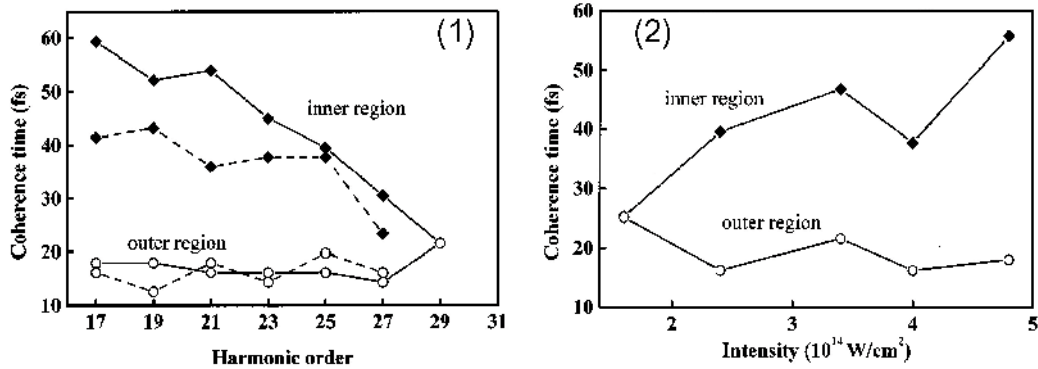 (1)
60
50
40
30
20
10
Coherence time (fs)
inner region
outer region
17 19 21 23 25 27 29 31
Harmonic order
(2)
60
50
40
30
20
10
Coherence time (fs)
inner region
outer region
2 3 4 5
Intensity (10¹⁴ W/cm²)